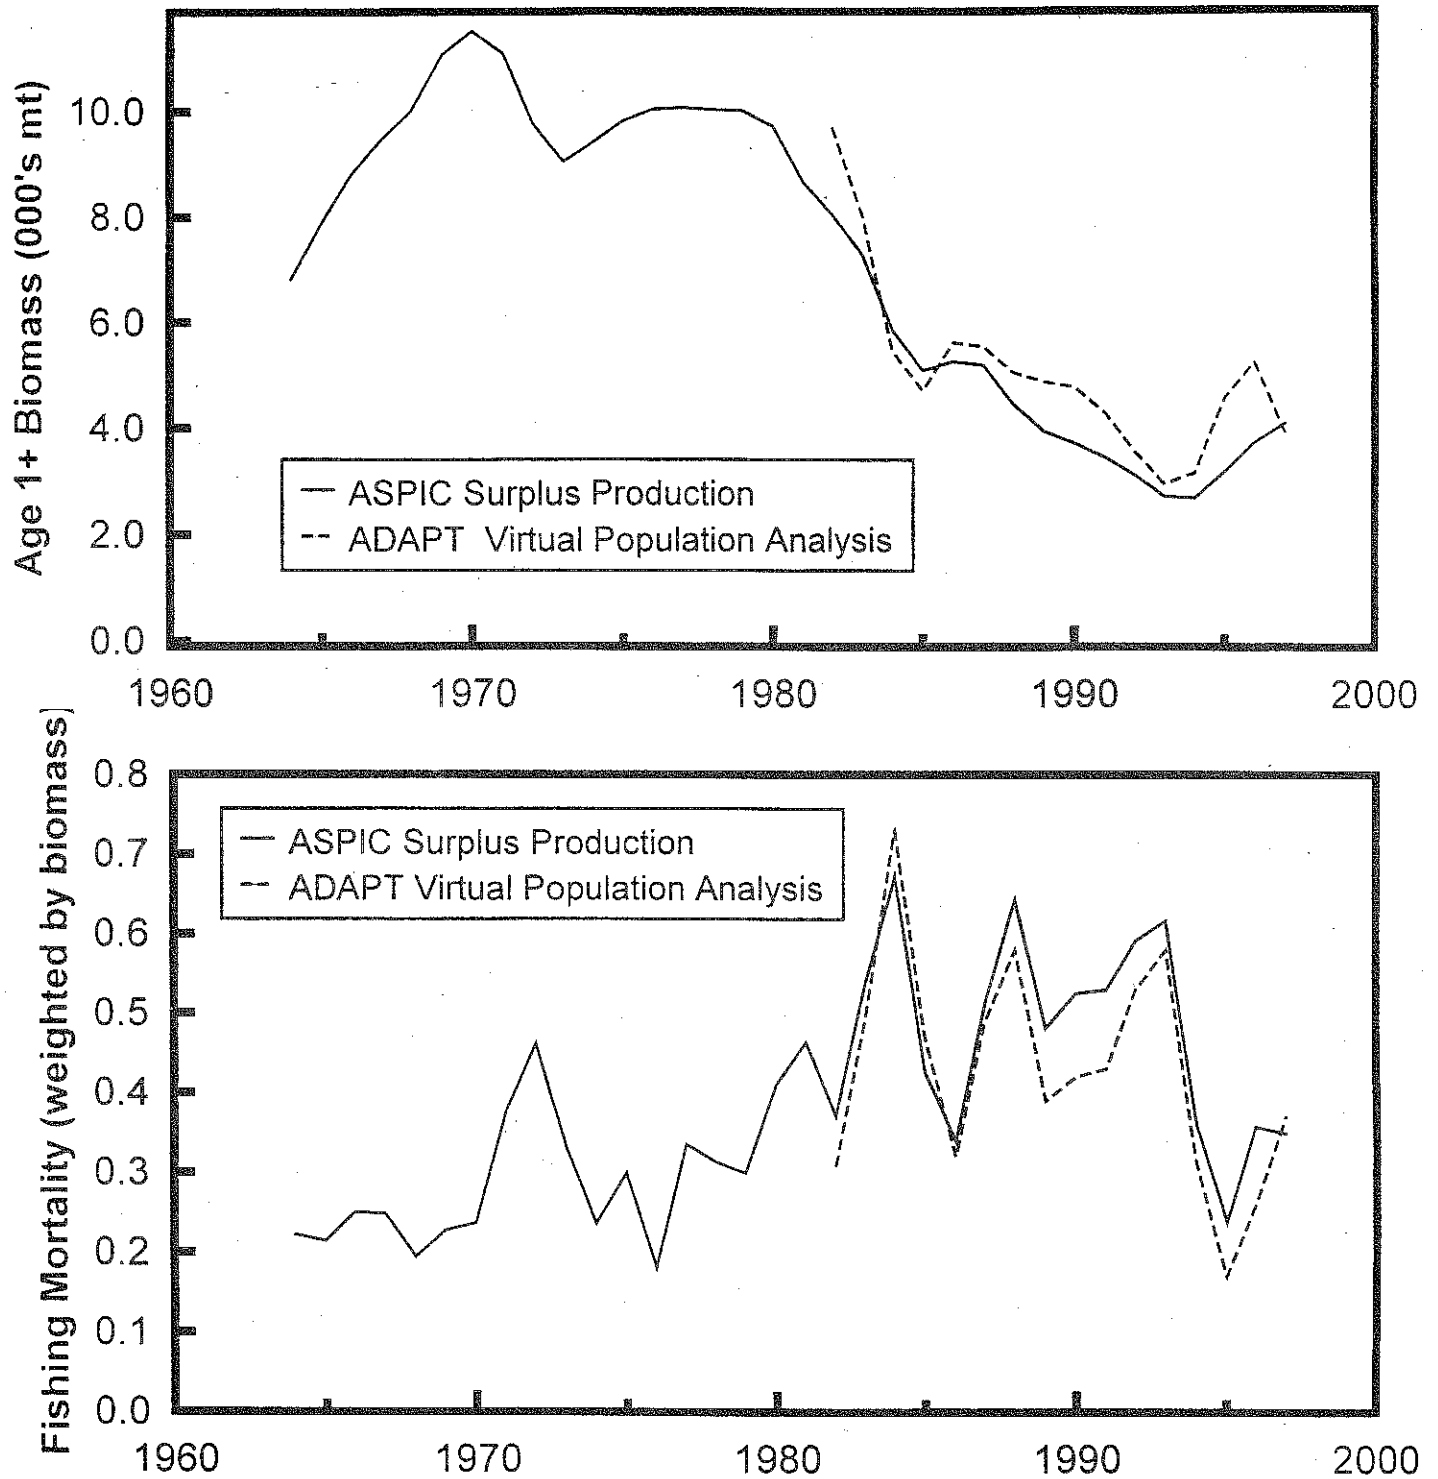 Age 1+ Biomass (000's mt)
10.0
8.0
6.0
4.0
2.0
0.0
ASPIC Surplus Production
ADAPT Virtual Population Analysis
1960 1970 1980 1990 2000
Fishing Mortality (weighted by biomass)
0.8
0.7
0.6
0.5
0.4
0.3
0.2
0.1
0.0
ASPIC Surplus Production
ADAPT Virtual Population Analysis
1960 1970 1980 1990 2000